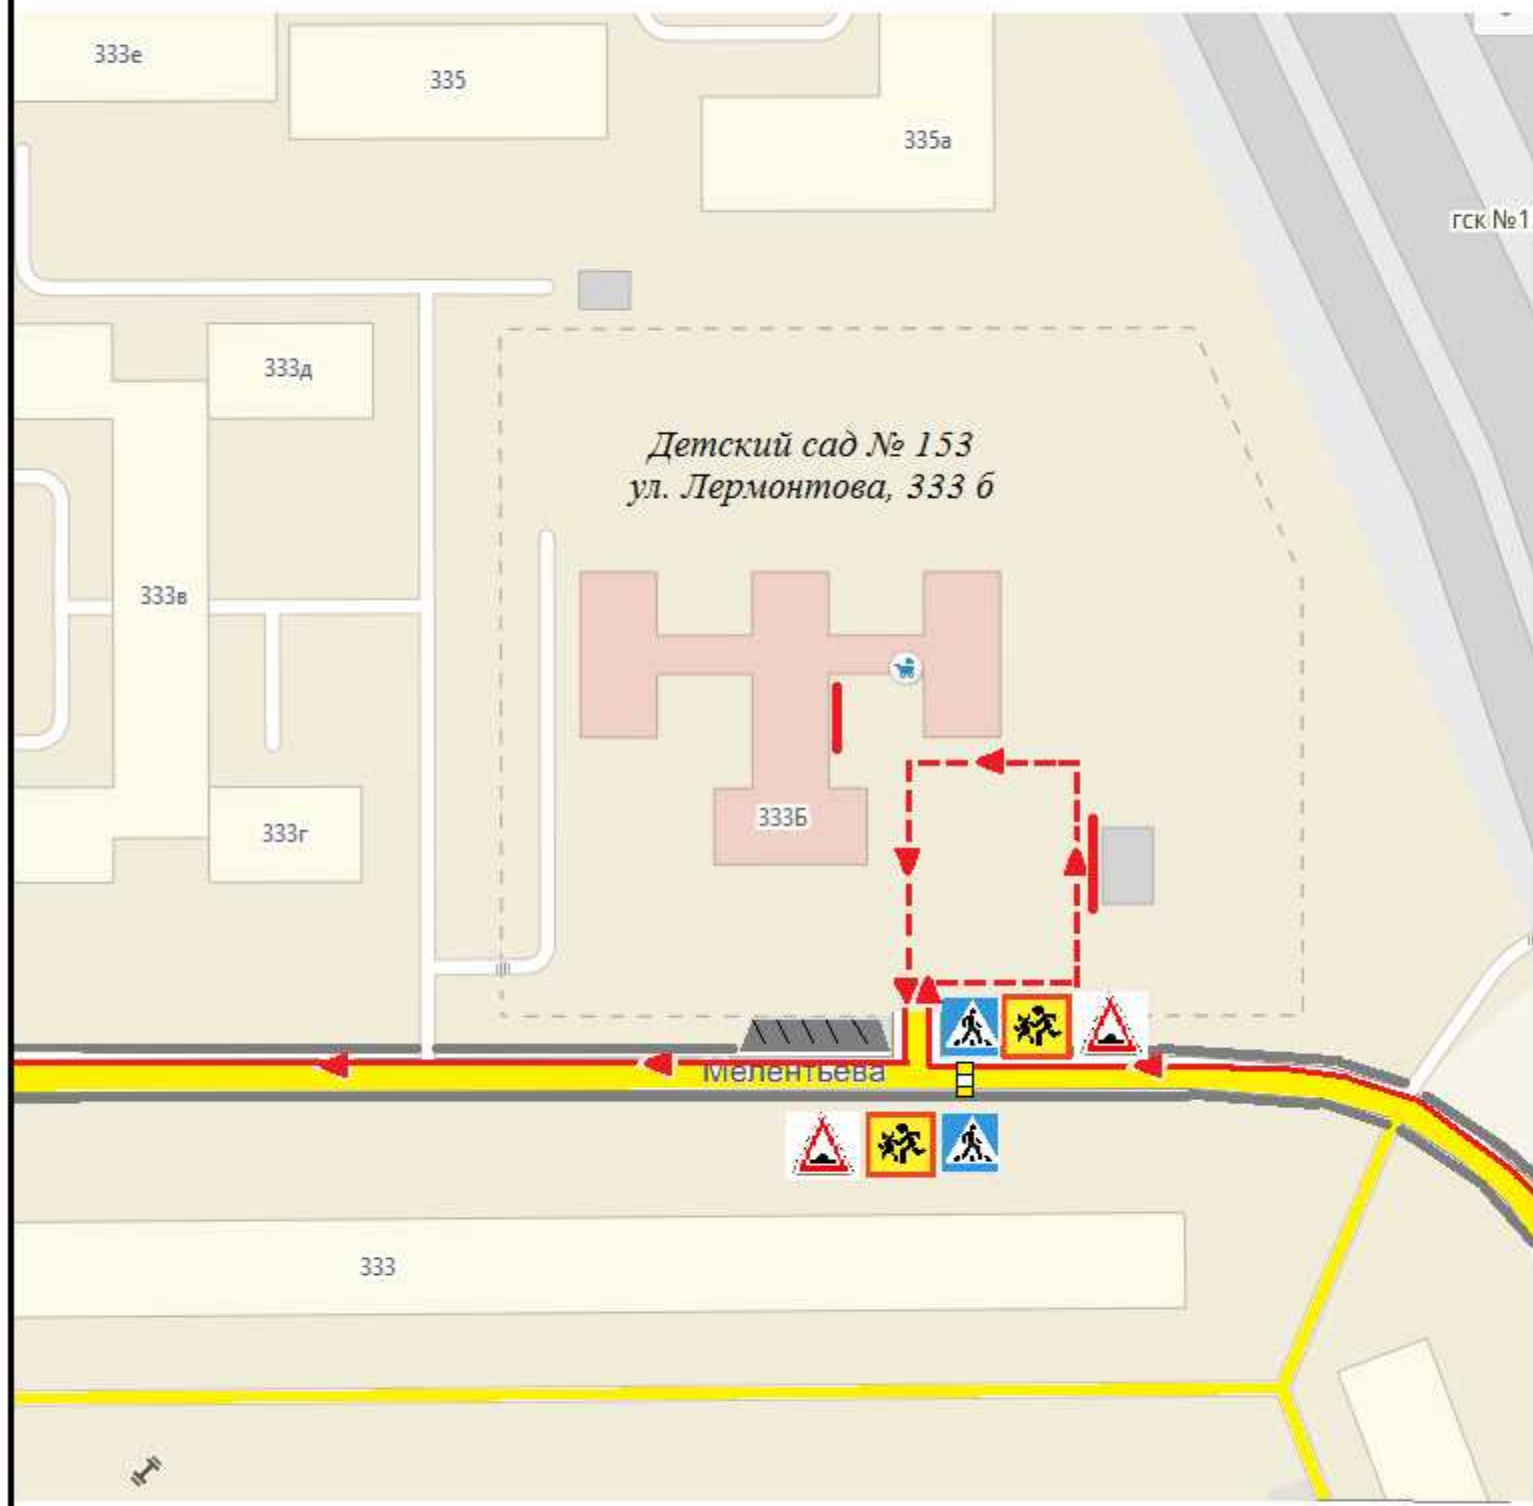 333е
335
335а
гск №1
333д
Детский сад № 153
ул. Лермонтова, 333 б
333в
333Б
333г
Мелентьева
333